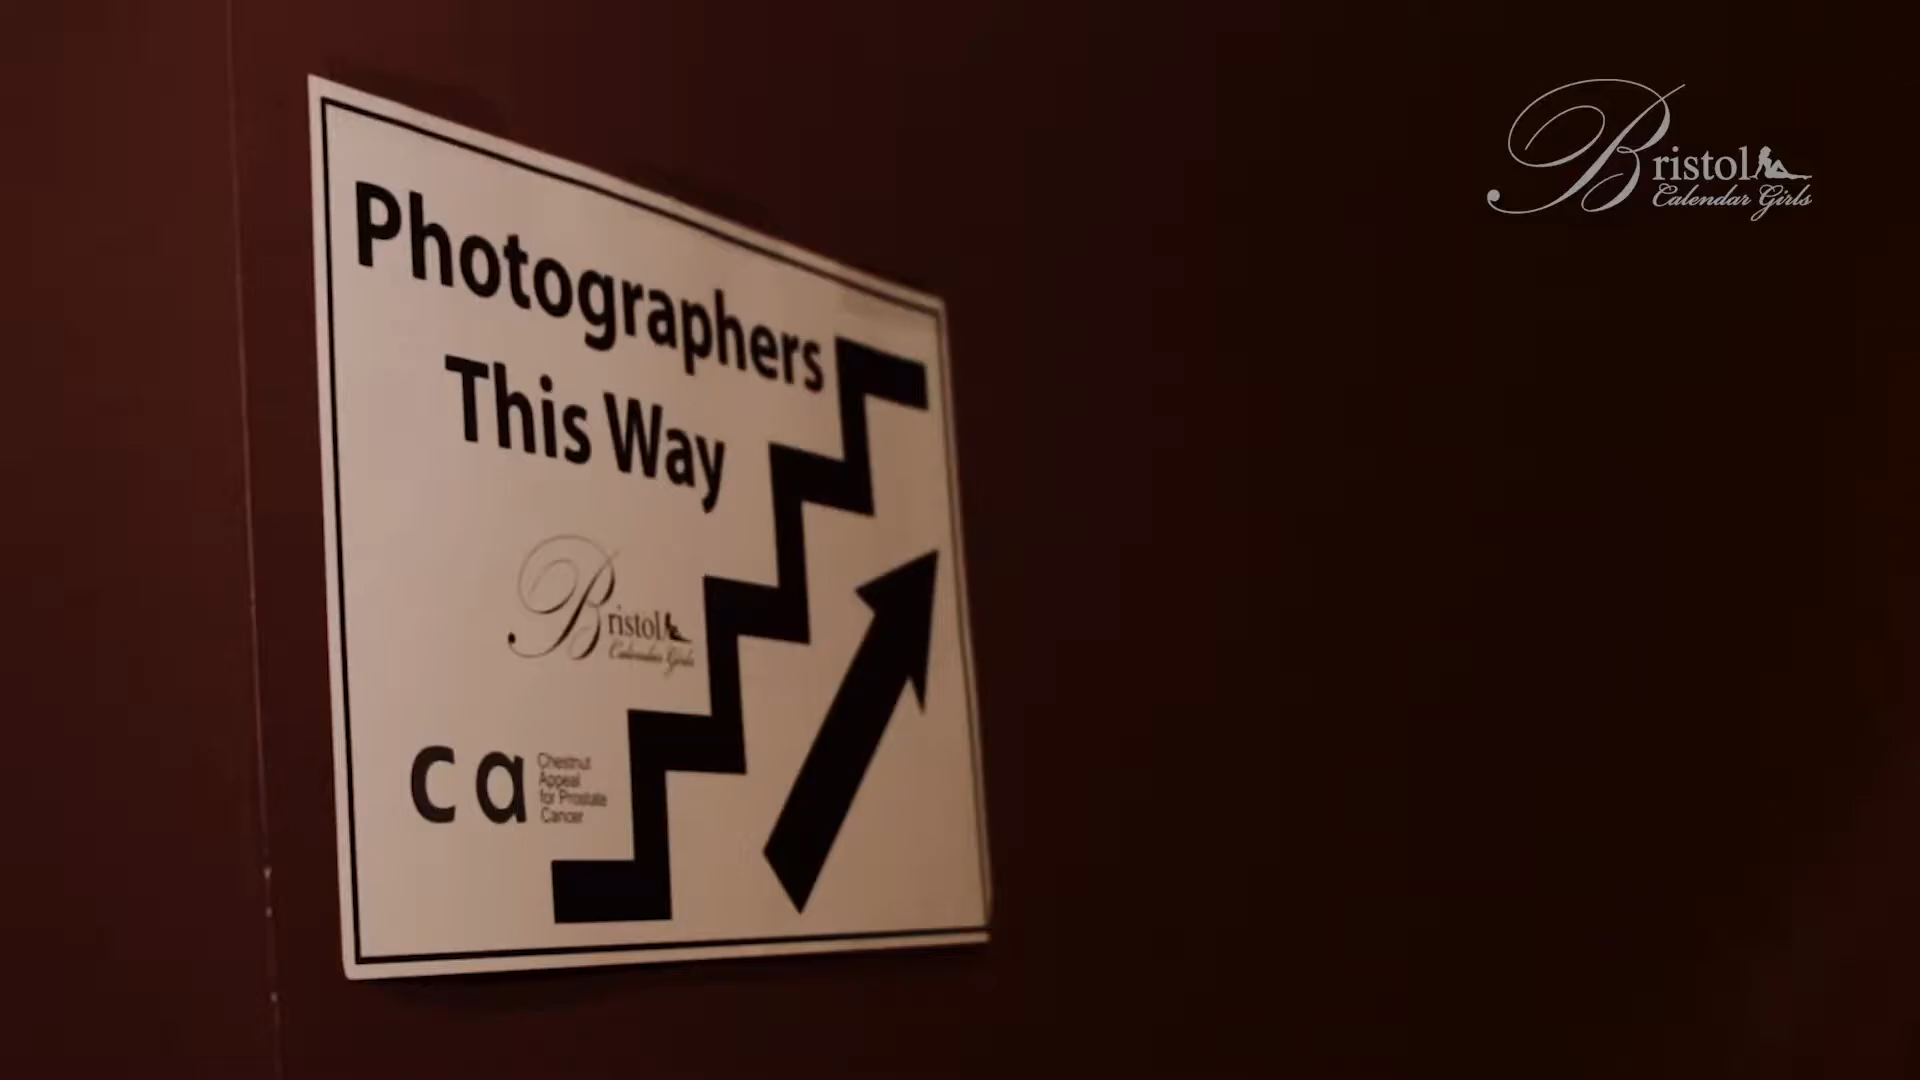 Photographers
This Way
Bristol
Calendar Girls
ca
Chestnut
Appeal
for Prostate
Cancer
Bristol
Calendar Girls